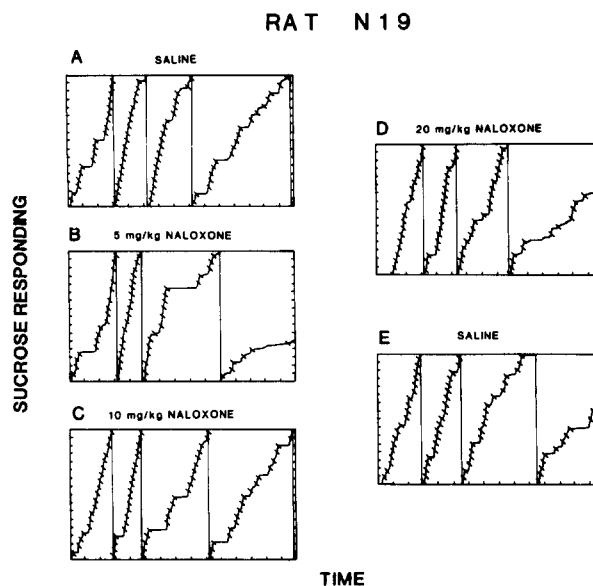 RAT N19
A
SALINE
B
5 mg/kg NALOXONE
C
10 mg/kg NALOXONE
D
20 mg/kg NALOXONE
E
SALINE
SUCROSE RESPONDING
TIME